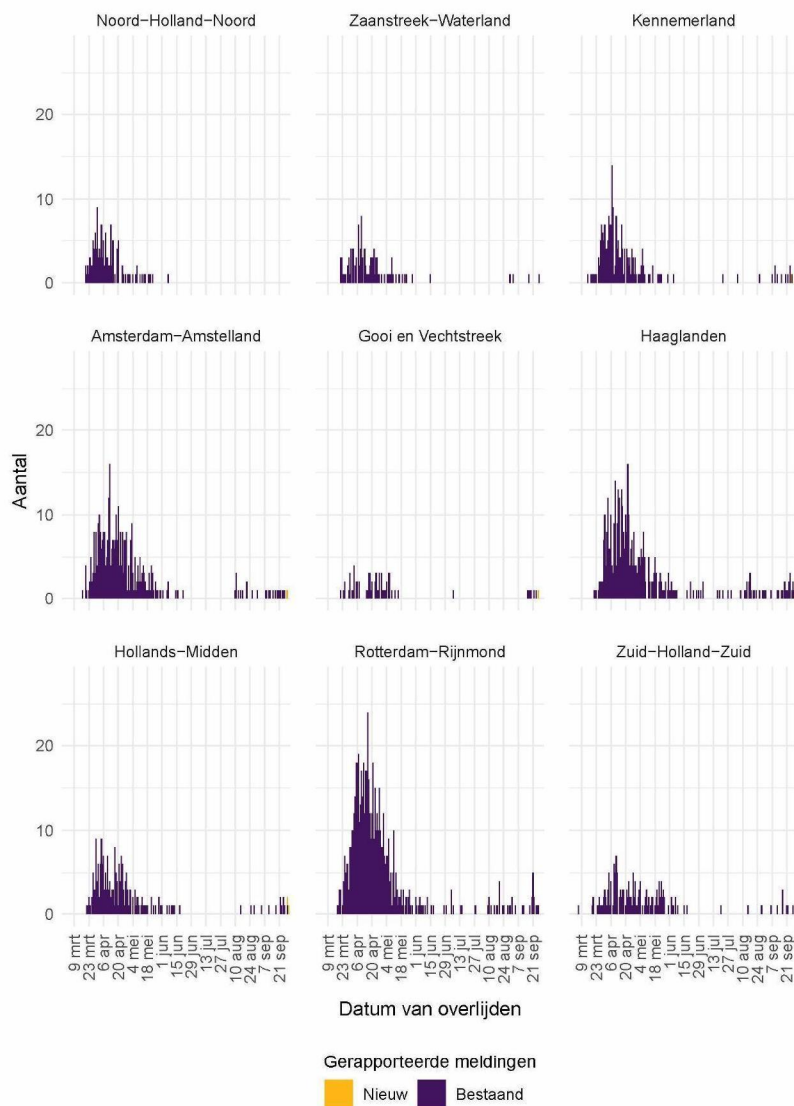 Noord-Holland-Noord Zaanstreek-Waterland Kennemerland
20
10
0
Amsterdam-Amstelland Gooi en Vechtstreek Haaglanden
Aantal
20
10
0
Hollands-Midden Rotterdam-Rijnmond Zuid-Holland-Zuid
20
10
0
9 mrt 23 mrt 6 apr 20 apr 4 mei 18 mei 1 jun 15 jun 29 jun 13 jul 27 jul 10 aug 24 aug 7 sep 21 sep 9 mrt 23 mrt 6 apr 20 apr 4 mei 18 mei 1 jun 15 jun 29 jun 13 jul 27 jul 10 aug 24 aug 7 sep 21 sep 9 mrt 23 mrt 6 apr 20 apr 4 mei 18 mei 1 jun 15 jun 29 jun 13 jul 27 jul 10 aug 24 aug 7 sep 21 sep
Datum van overlijden
Gerapporteerde meldingen
Nieuw Bestaand